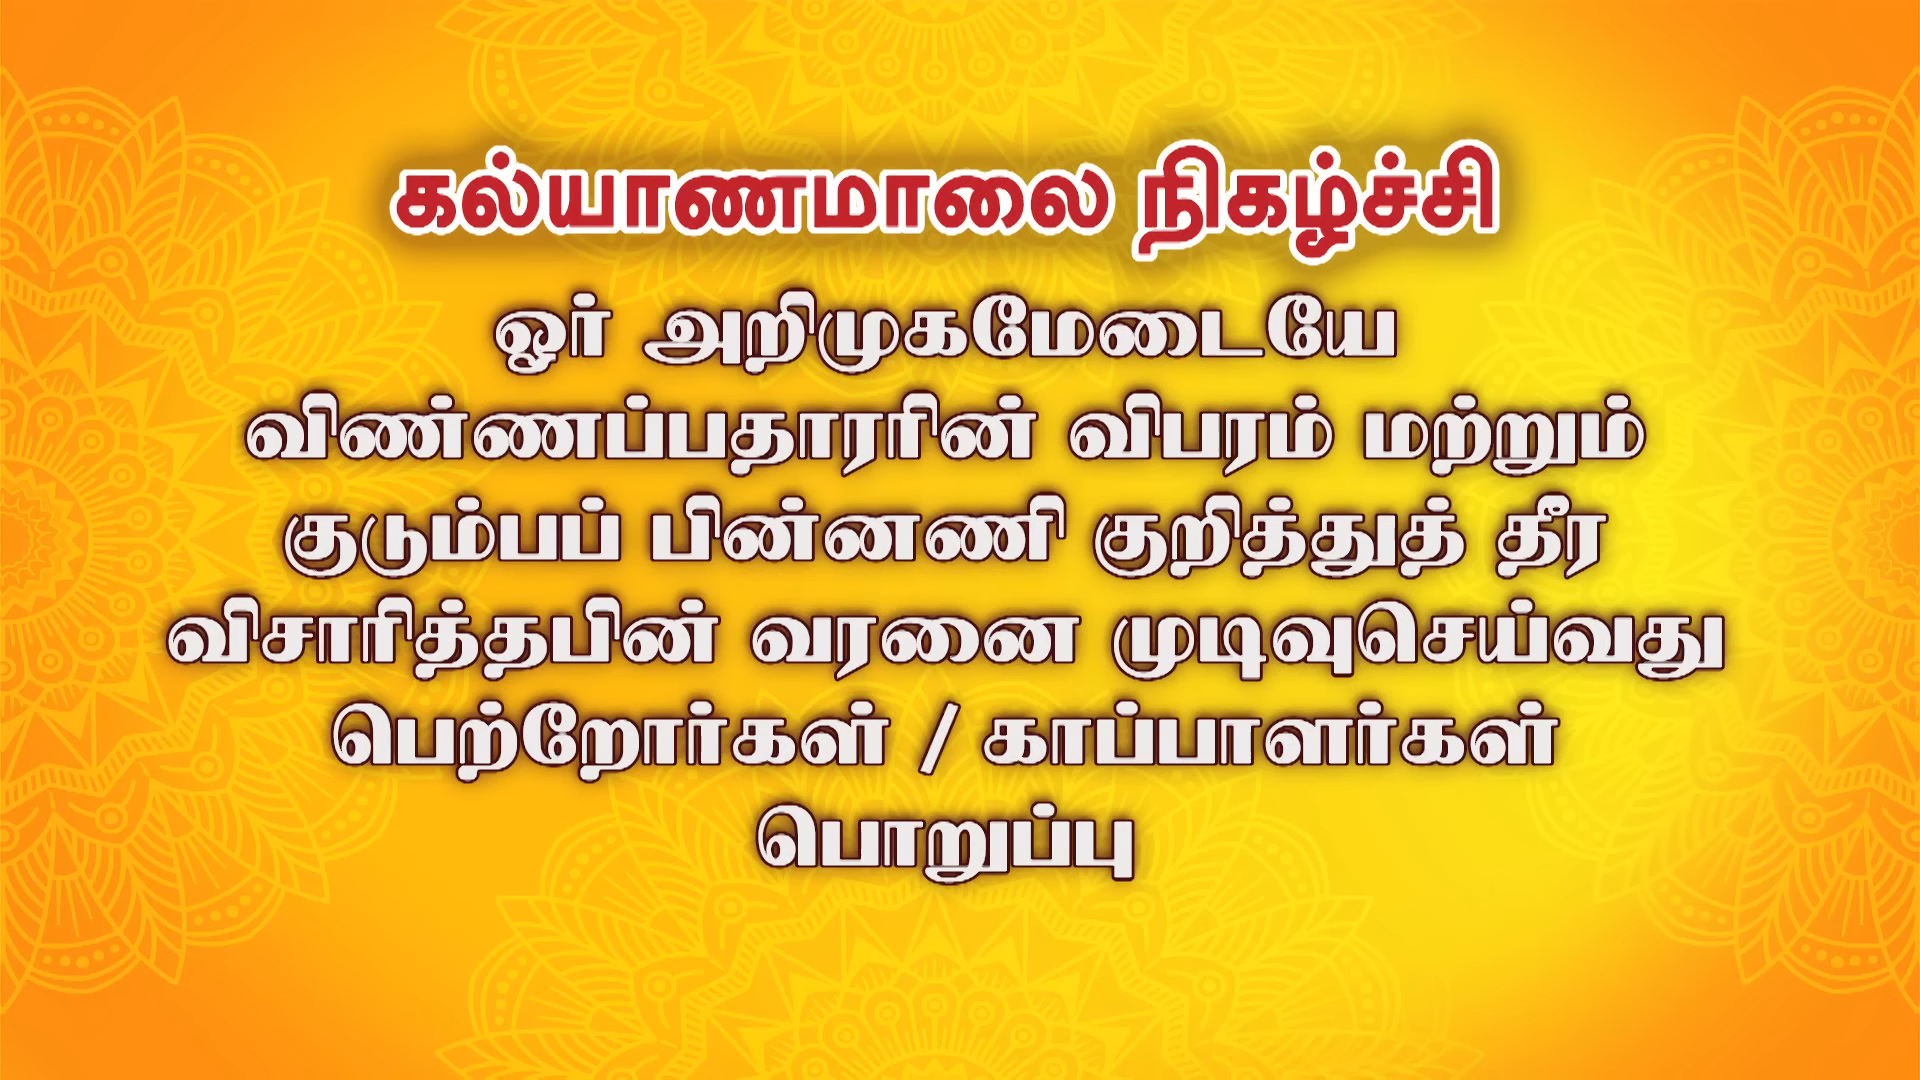 கல்யாணமாலை நிகழ்ச்சி
ஓர் அறிமுகமேடையே
விண்ணப்பதாரரின் விபரம் மற்றும்
குடும்பப் பின்னணி குறித்துத் தீர
விசாரித்தபின் வரனை முடிவுசெய்வது
பெற்றோர்கள் / காப்பாளர்கள்
பொறுப்பு